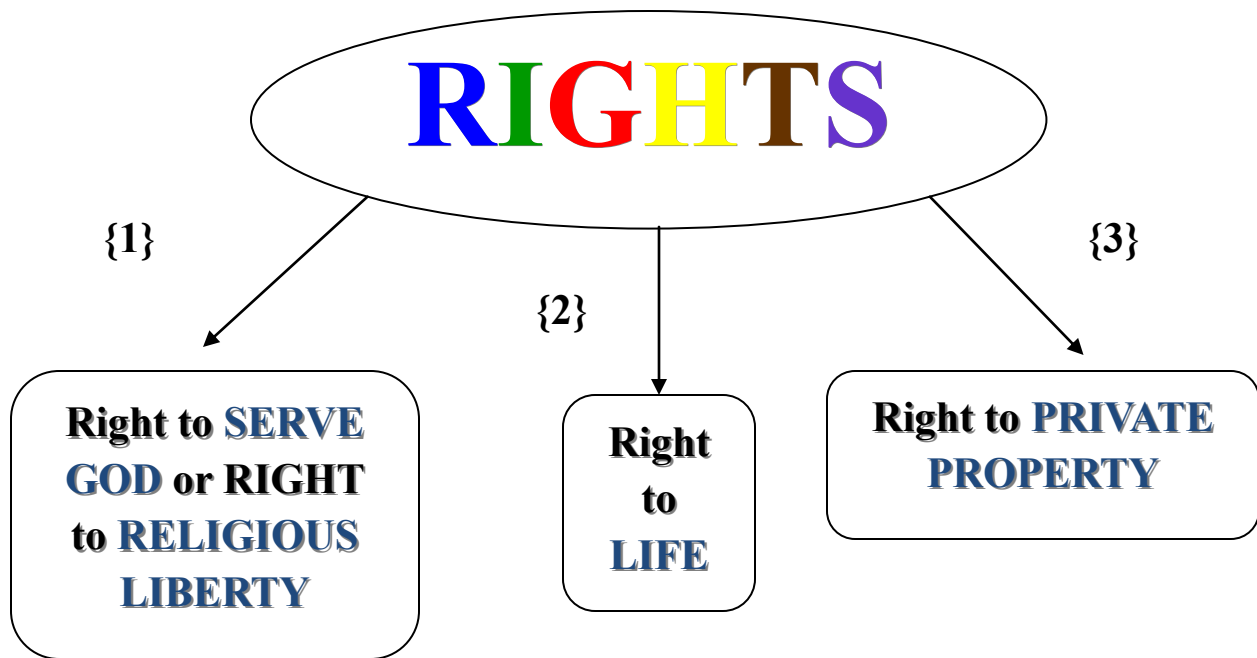 RIGHTS
{1}
{2}
{3}
Right to SERVE
GOD or RIGHT
to RELIGIOUS
LIBERTY
Right
to
LIFE
Right to PRIVATE
PROPERTY